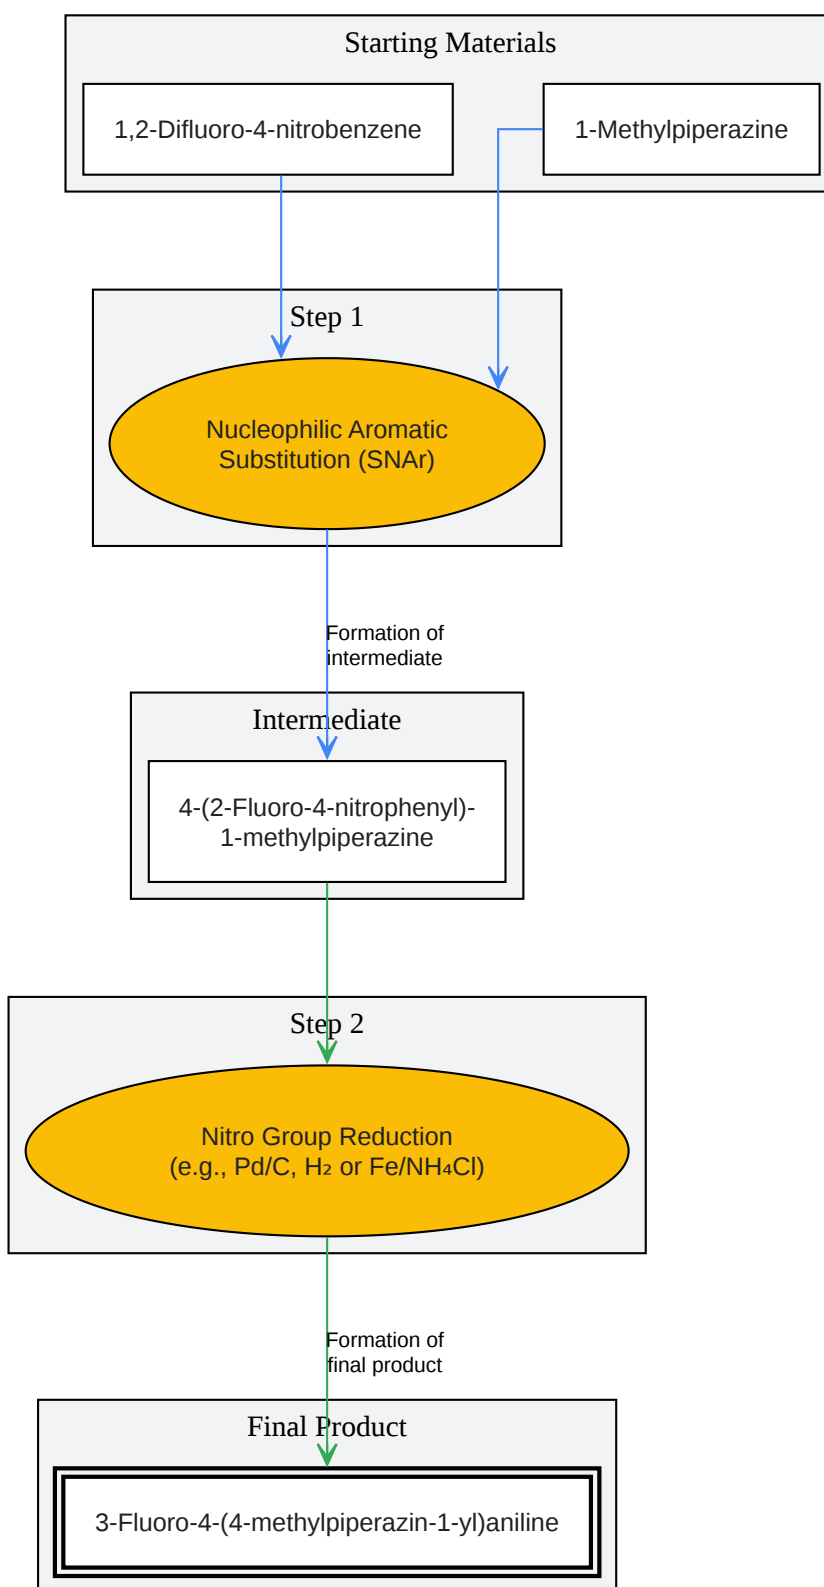 Starting Materials
1,2-Difluoro-4-nitrobenzene
1-Methylpiperazine
Step 1
Nucleophilic Aromatic
Substitution (SNAr)
Formation of
intermediate
Intermediate
4-(2-Fluoro-4-nitrophenyl)-
1-methylpiperazine
Step 2
Nitro Group Reduction
(e.g., Pd/C, H₂ or Fe/NH₄Cl)
Formation of
final product
Final Product
3-Fluoro-4-(4-methylpiperazin-1-yl)aniline